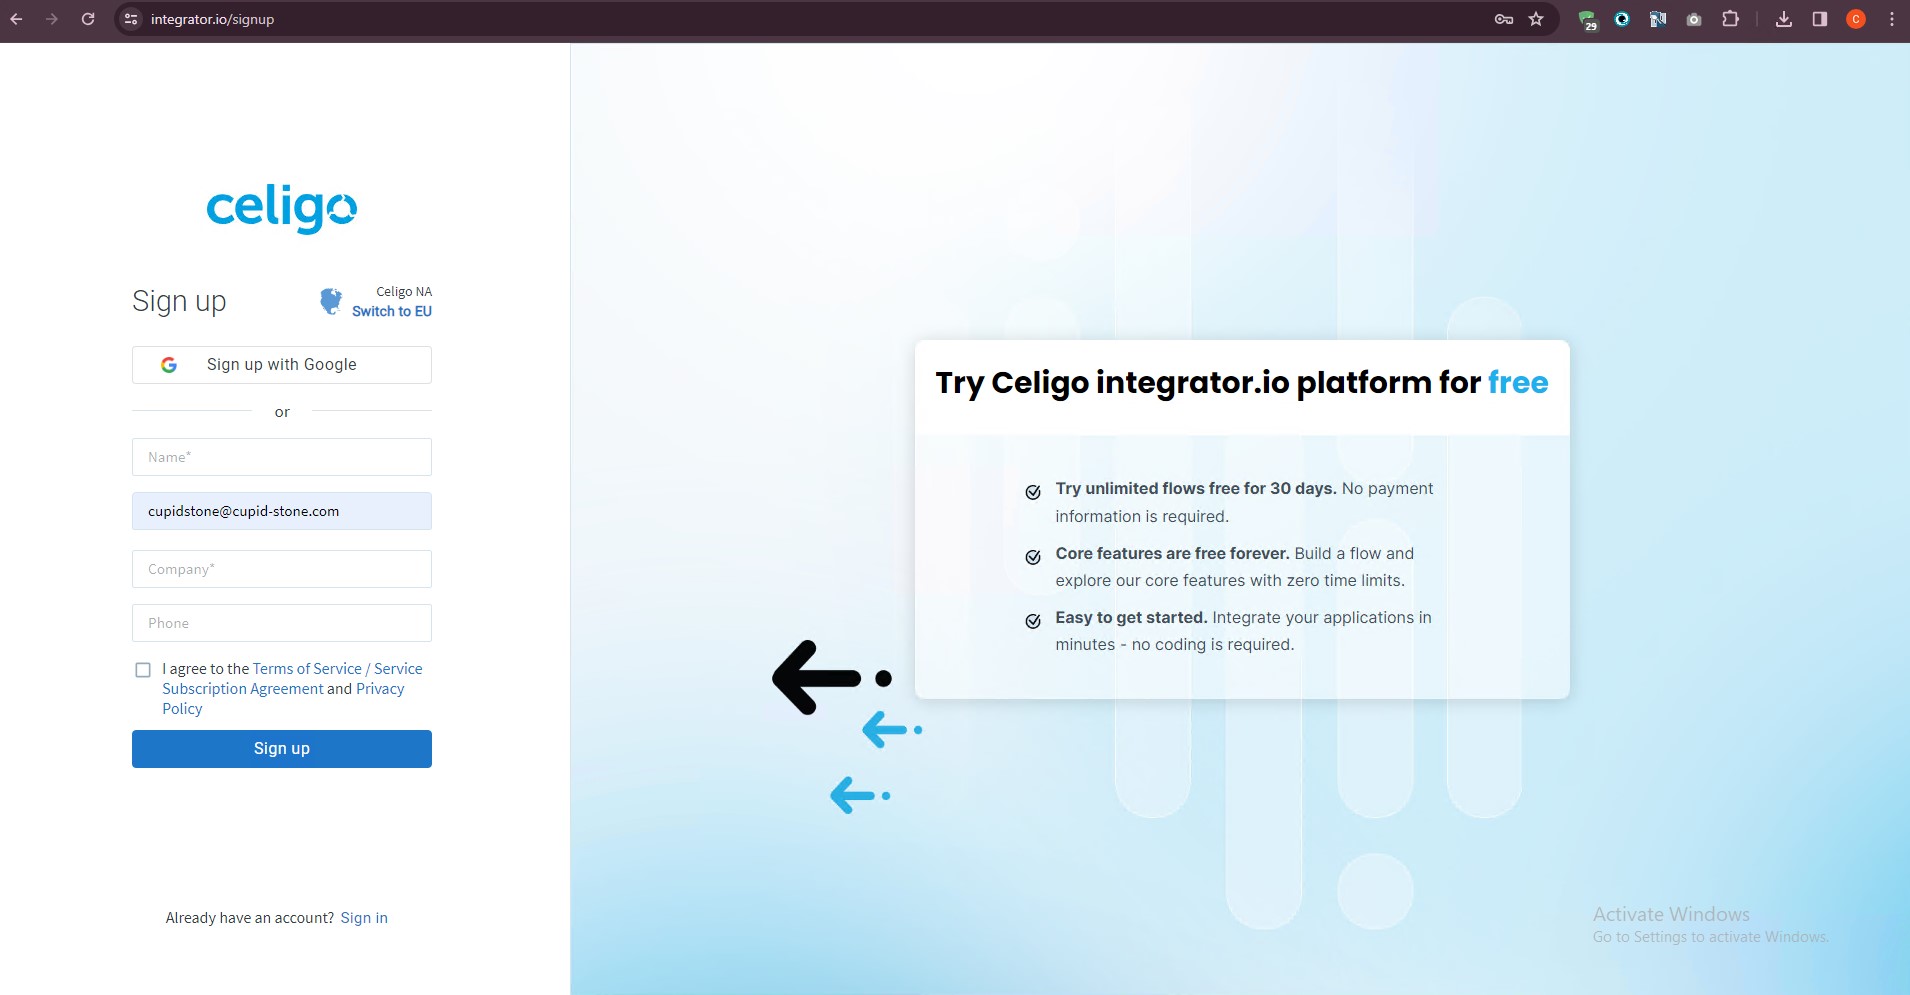 integrator.io/signup
29
C
celigo
Sign up
Celigo NA
Switch to EU
Sign up with Google
or
Name*
cupidstone@cupid-stone.com
Company*
Phone
I agree to the Terms of Service / Service
Subscription Agreement and Privacy
Policy
Sign up
Already have an account? Sign in
Try Celigo integrator.io platform for free
Try unlimited flows free for 30 days. No payment
information is required.
Core features are free forever. Build a flow and
explore our core features with zero time limits.
Easy to get started. Integrate your applications in
minutes - no coding is required.
Activate Windows
Go to Settings to activate Windows.